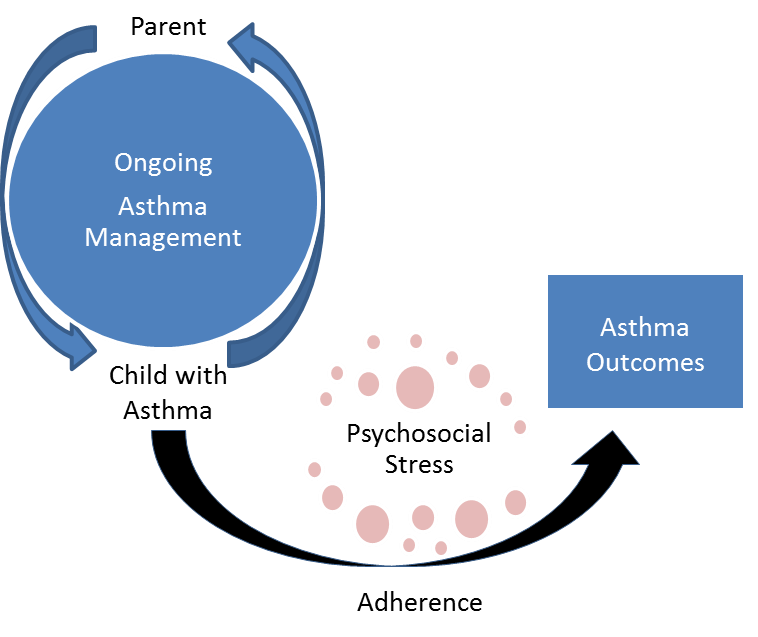 Parent
Ongoing
Asthma
Management
Child with
Asthma
Psychosocial
Stress
Asthma
Outcomes
Adherence